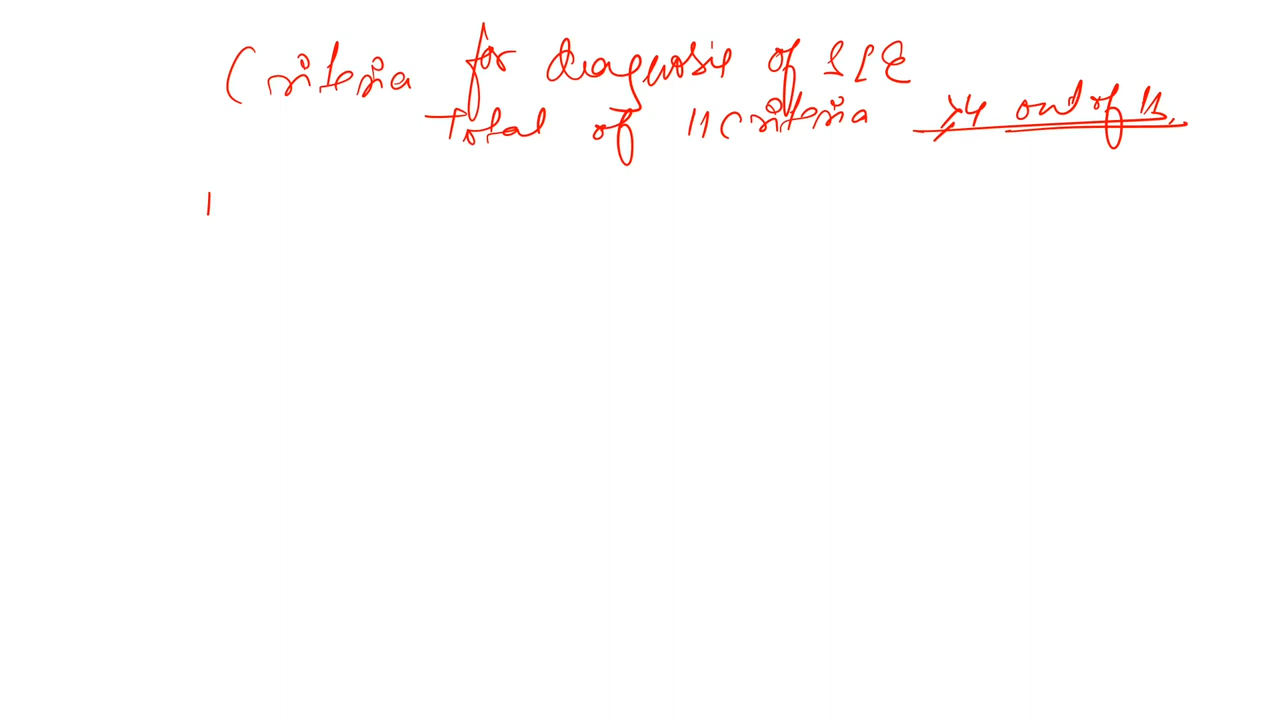 Criteria for diagnosis of SLE
Total of 11 Criteria ≥4 out of 11.
1